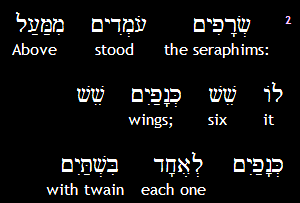 2 שְׂרָפִים עֹמְדִים מִמַּעַל
Above stood the seraphims:
לוֹ שֵׁשׁ כְּנָפַיִם שֵׁשׁ
wings; six it
כְּנָפַיִם לְאֶחָד בִּשְׁתַּיִם
with twain each one